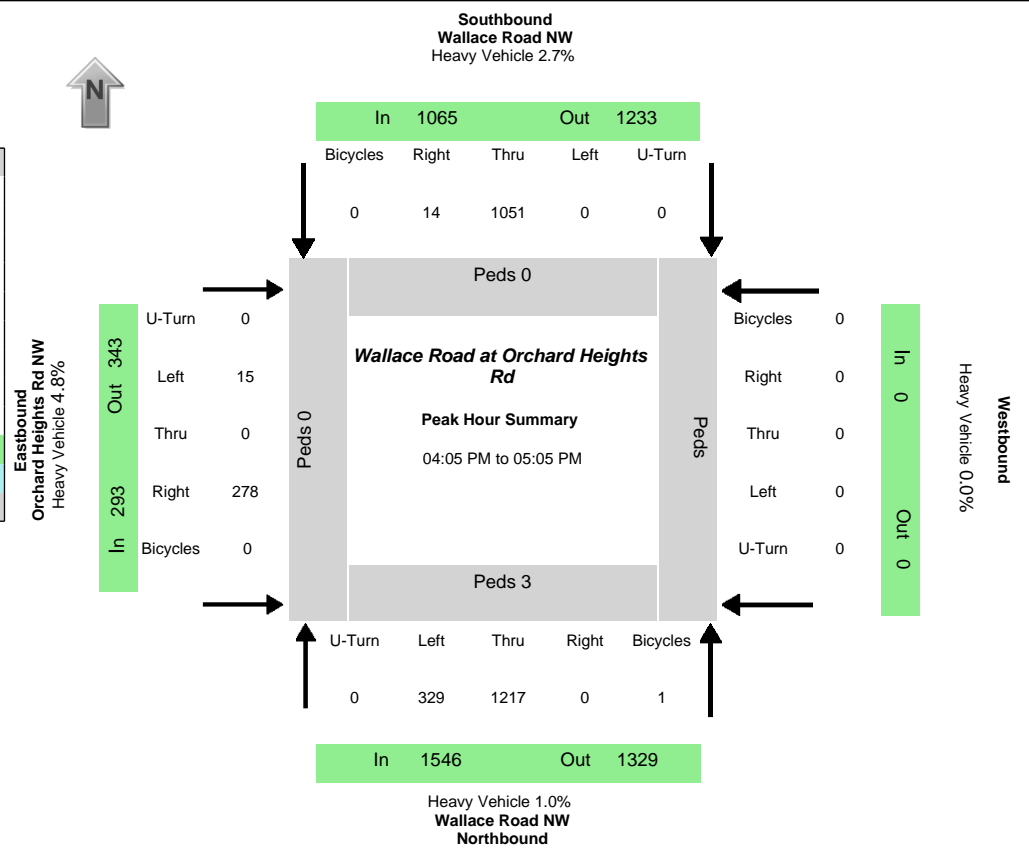 Southbound
Wallace Road NW
Heavy Vehicle 2.7%
N
In 1065 Out 1233
Bicycles Right Thru Left U-Turn
0 14 1051 0 0
Peds 0
Eastbound
Orchard Heights Rd NW
Heavy Vehicle 4.8%
Out 343
In 293
U-Turn 0
Left 15
Thru 0
Right 278
Bicycles 0
Peds 0
Wallace Road at Orchard Heights
Rd
Peak Hour Summary
04:05 PM to 05:05 PM
Peds
Bicycles 0
Right 0
Thru 0
Left 0
U-Turn 0
In 0
Out 0
Heavy Vehicle 0.0%
Westbound
Peds 3
U-Turn Left Thru Right Bicycles
0 329 1217 0 1
In 1546 Out 1329
Heavy Vehicle 1.0%
Wallace Road NW
Northbound